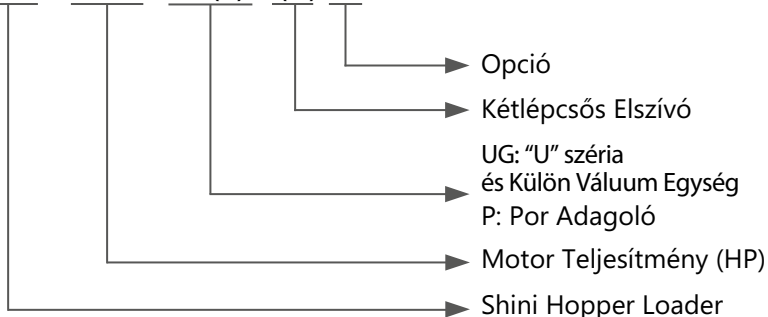 Opció
Kétlépcsős Elszívó
UG: “U” széria
és Külön Váluum Egység
P: Por Adagoló
Motor Teljesítmény (HP)
Shini Hopper Loader